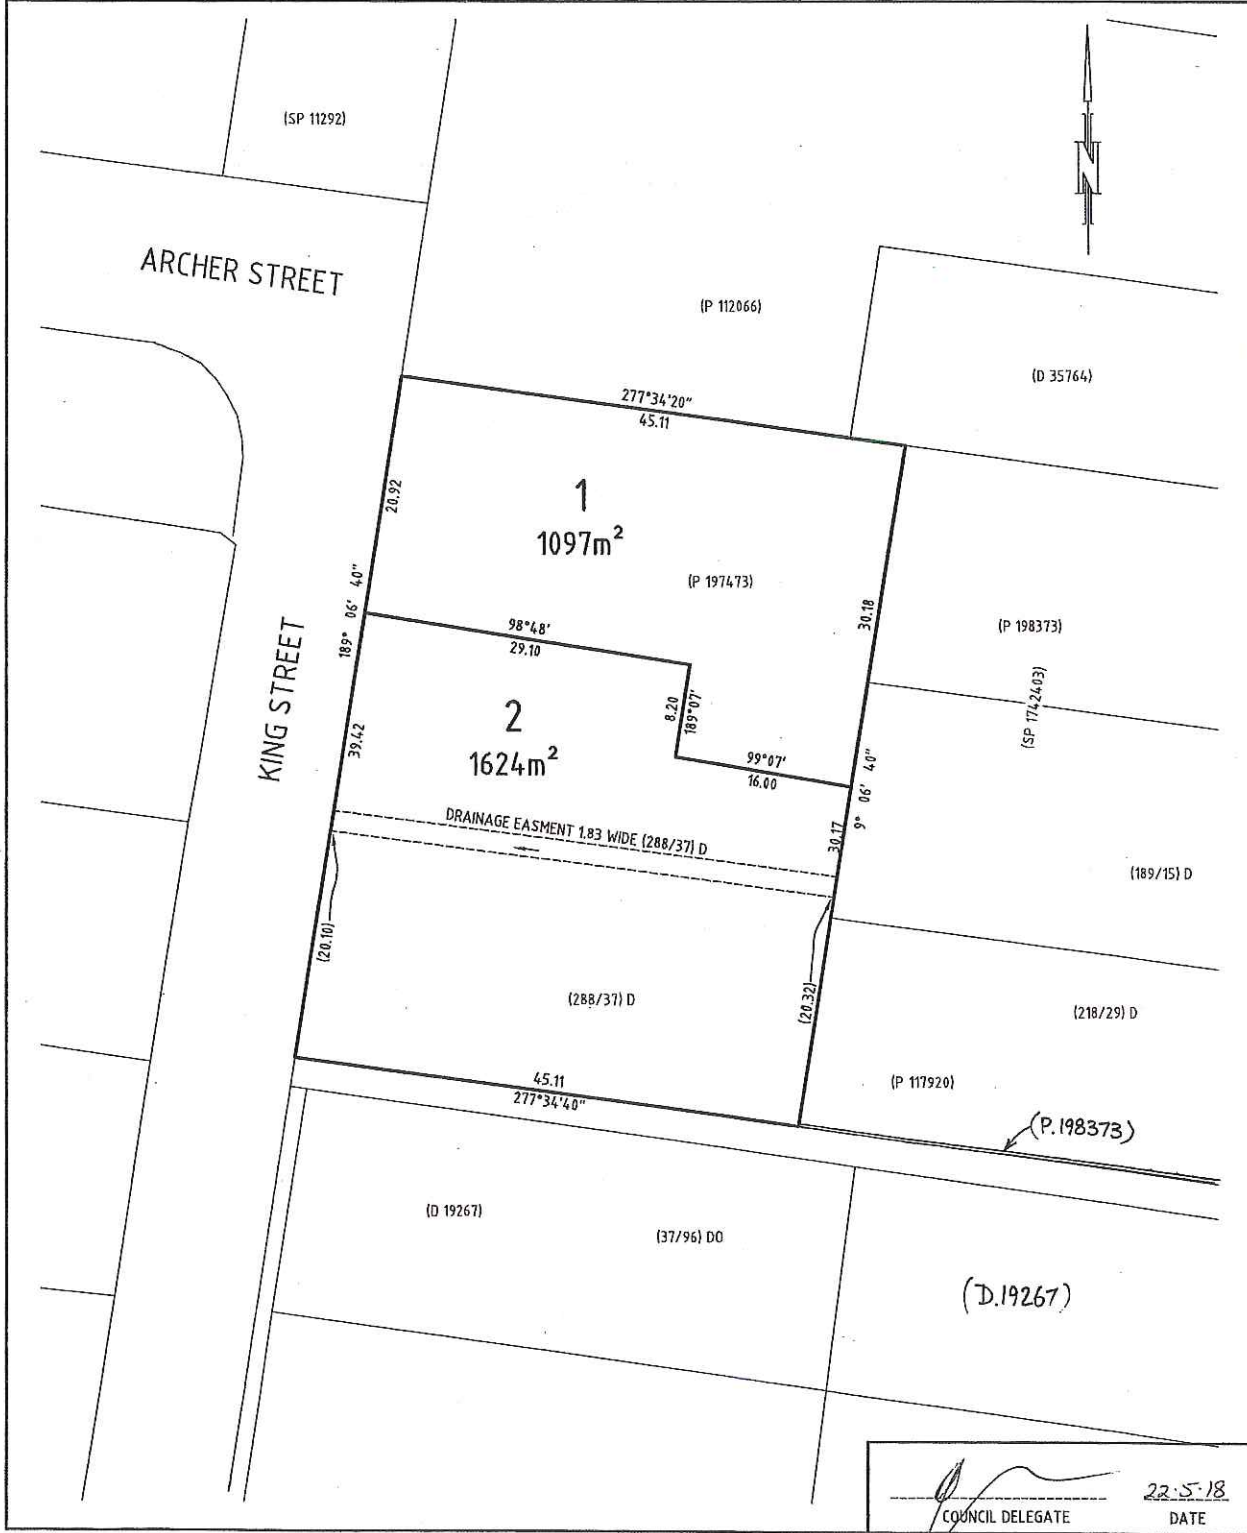 (SP 11292)
N
ARCHER STREET
(P 112066)
(D 35764)
277°34'20"
45.11
20.92
1
1097m²
(P 197473)
30.18
(P 198373)
189° 06' 40"
98°48'
29.10
(SP 1742403)
KING STREET
8.20
189°07'
2
1624m²
39.42
99°07'
16.00
9° 06' 40"
30.17
DRAINAGE EASMENT 1.83 WIDE (288/37) D
(189/15) D
(20.10)
(288/37) D
(20.32)
(218/29) D
45.11
277°34'40"
(P 117920)
(P.198373)
(D 19267)
(37/96) DO
(D.19267)
22·5·18
COUNCIL DELEGATE
DATE